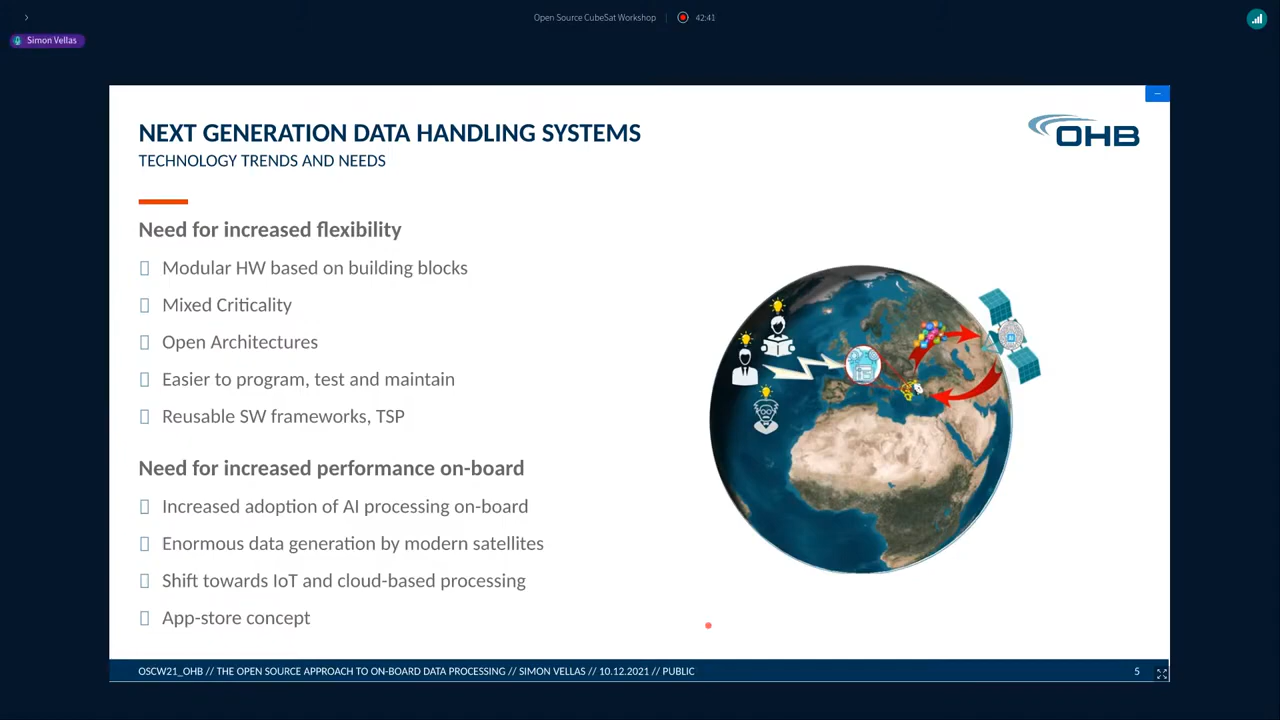 Open Source CubeSat Workshop
42:41
Simon Vellas
NEXT GENERATION DATA HANDLING SYSTEMS
TECHNOLOGY TRENDS AND NEEDS
OHB
Need for increased flexibility
Modular HW based on building blocks
Mixed Criticality
Open Architectures
Easier to program, test and maintain
Reusable SW frameworks, TSP
Need for increased performance on-board
Increased adoption of AI processing on-board
Enormous data generation by modern satellites
Shift towards IoT and cloud-based processing
App-store concept
OSCW21_OHB // THE OPEN SOURCE APPROACH TO ON-BOARD DATA PROCESSING // SIMON VELLAS // 10.12.2021 // PUBLIC
5